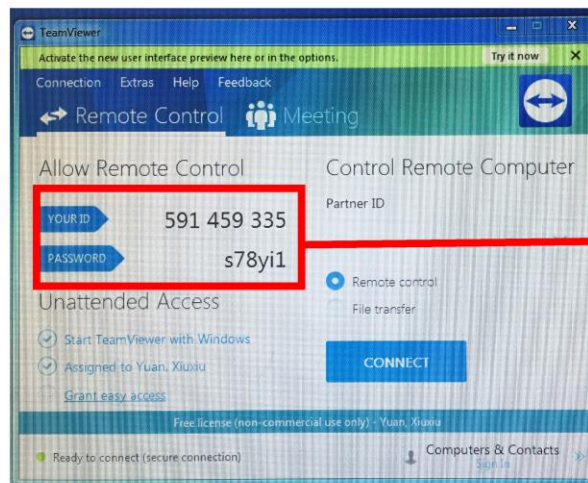 TeamViewer
Activate the new user interface preview here or in the options.
Try it now
X
Connection Extras Help Feedback
Remote Control
Meeting
Allow Remote Control
YOUR ID 591 459 335
PASSWORD s78yi1
Unattended Access
Start TeamViewer with Windows
Assigned to Yuan, Xiuxiu
Grant easy access
Control Remote Computer
Partner ID
Remote control
File transfer
CONNECT
Free license (non-commercial use only) - Yuan, Xiuxiu
Ready to connect (secure connection)
Computers & Contacts
Sign In